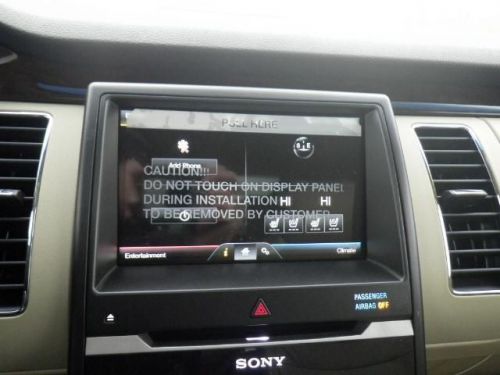 PULL HERE
Add Phone
CAUTION!!!
DO NOT TOUCH ON DISPLAY PANEL
DURING INSTALLATION
HI HI
TO BE REMOVED BY CUSTOMER
Entertainment
i
Climate
PASSENGER
AIRBAG OFF
SONY